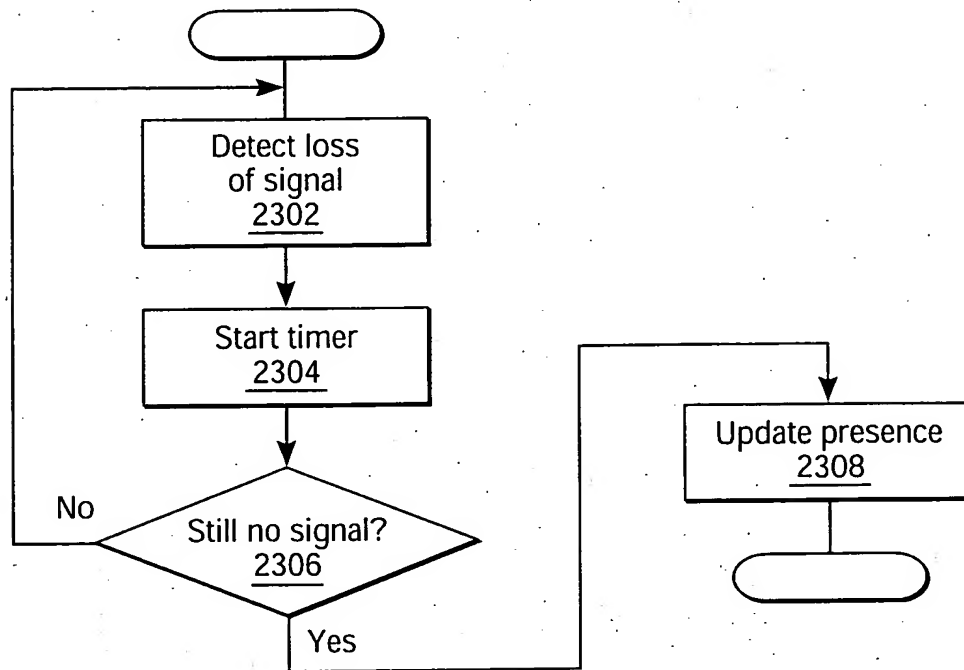 Detect loss
of signal
2302
Start timer
2304
No
Still no signal?
2306
Yes
Update presence
2308